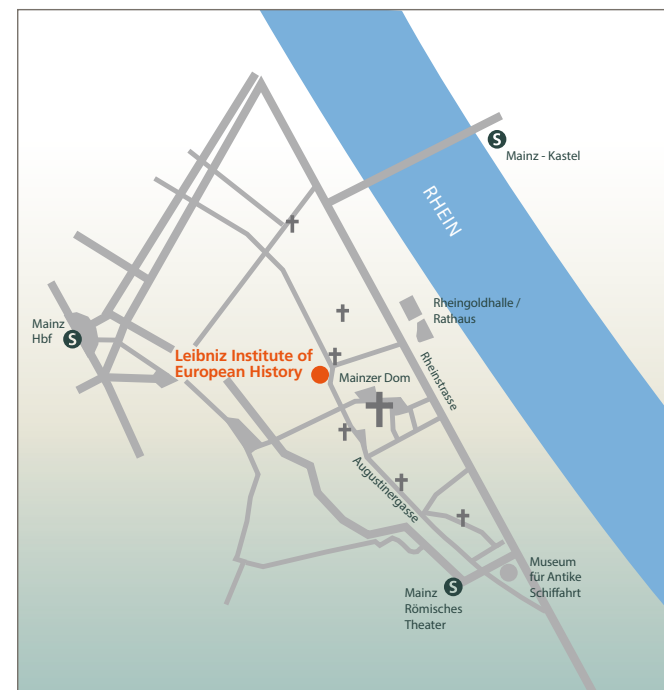 S
Mainz - Kastel
RHEIN
Rheingoldhalle /
Rathaus
Mainz
Hbf
S
Leibniz Institute of
European History
Mainzer Dom
Rheinstrasse
Augustinergasse
Museum
für Antike
Schiffahrt
S
Mainz
Römisches
Theater